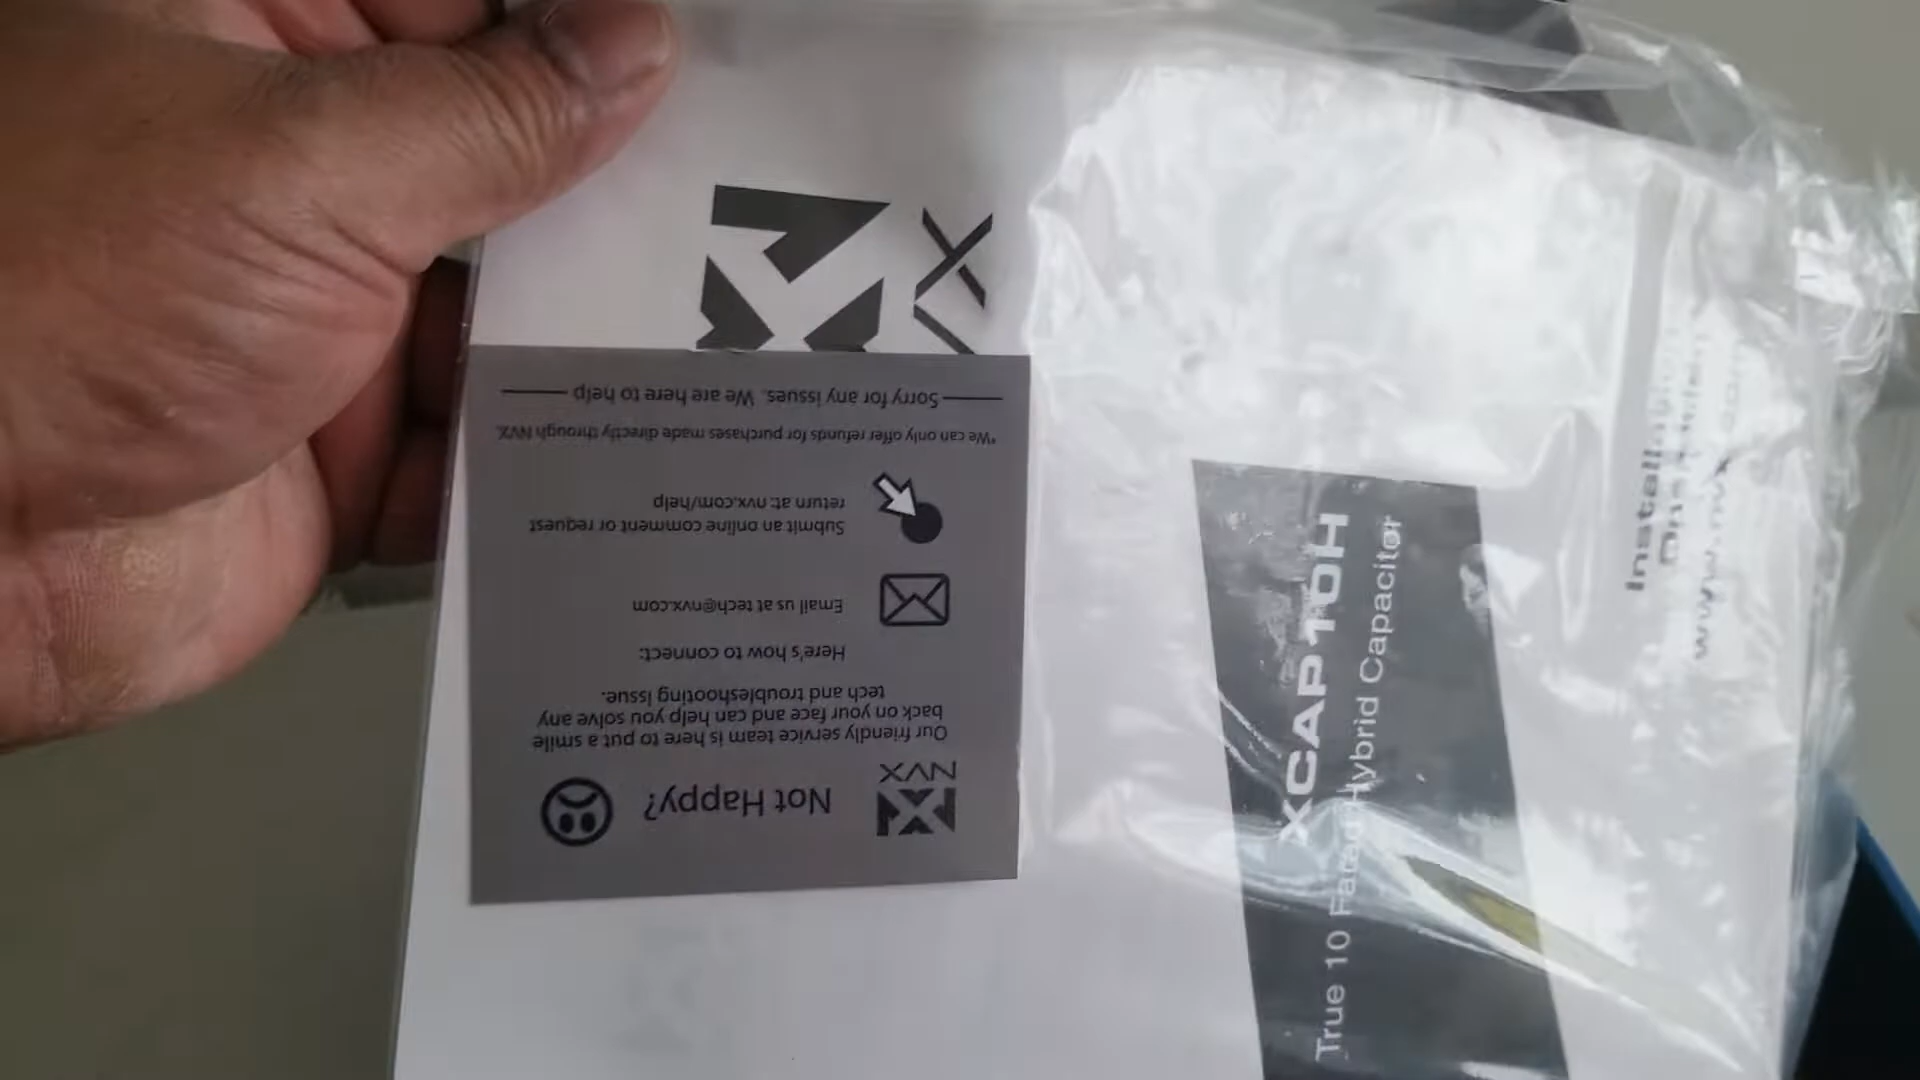 NVX
Not Happy?
Our friendly service team is here to put a smile
back on your face and can help you solve any
tech and troubleshooting issue.
Here's how to connect:
Email us at tech@nvx.com
Submit an online comment or request
return at: nvx.com/help
*We can only offer refunds for purchases made directly through NVX.
Sorry for any issues. We are here to help
XCAP10H
True 10 Farad Hybrid Capacitor
www.nvx.com